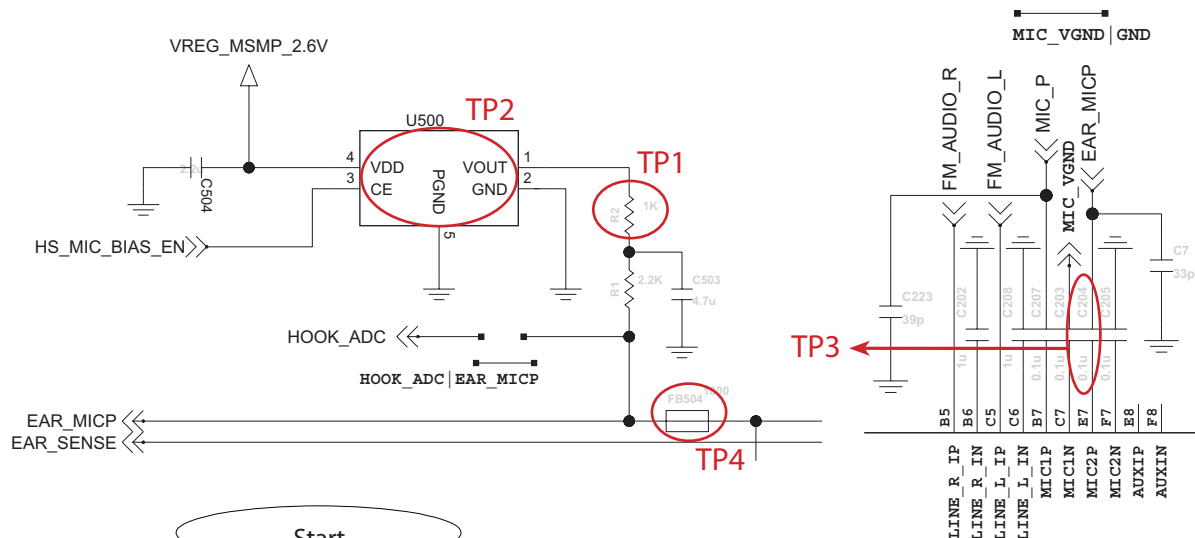 MIC_VGND|GND
VREG_MSMP_2.6V
FM_AUDIO_R
FM_AUDIO_L
MIC_P
MIC_VGND
EAR_MICP
U500
TP2
TP1
4 VDD VOUT 1
3 CE GND 2
PGND
5
2.2u
C504
R2 1K
HS_MIC_BIAS_EN
R1 2.2K
C503
4.7u
C7
33p
C223
39p
C202
C208
C207
C203
C204
C205
1u
1u
0.1u
0.1u
0.1u
HOOK_ADC
TP3
HOOK_ADC|EAR_MICP
FB504
1800
EAR_MICP
EAR_SENSE
TP4
B5
B6
C5
C6
B7
C7
E7
F7
E8
F8
LINE_R_IP
LINE_R_IN
LINE_L_IP
LINE_L_IN
MIC1P
MIC1N
MIC2P
MIC2N
AUXIP
AUXIN
Start